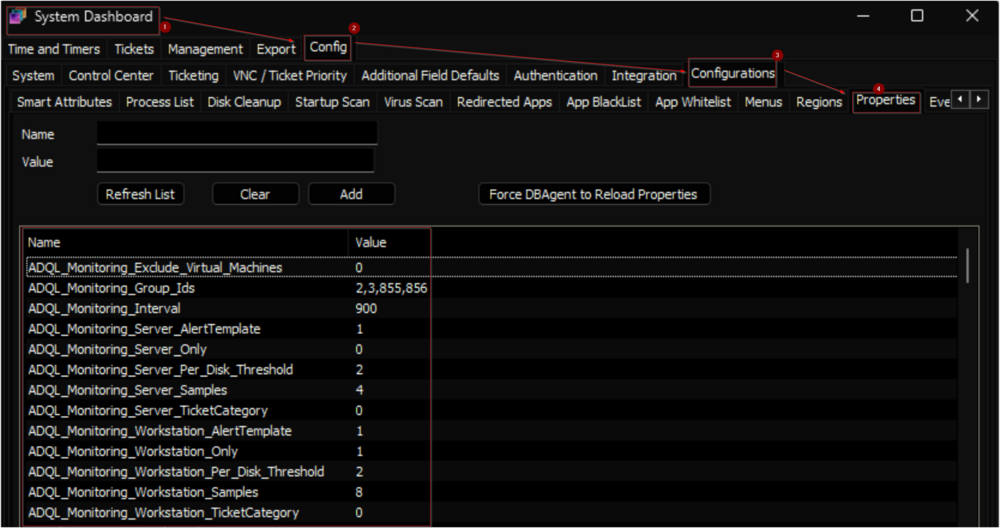 System Dashboard
1 2 3 4
Time and Timers Tickets Management Export Config
System Control Center Ticketing VNC / Ticket Priority Additional Field Defaults Authentication Integration Configurations
Smart Attributes Process List Disk Cleanup Startup Scan Virus Scan Redirected Apps App BlackList App Whitelist Menus Regions Properties Eve
Name
Value
Refresh List Clear Add Force DBAgent to Reload Properties
Name Value
ADQL_Monitoring_Exclude_Virtual_Machines 0
ADQL_Monitoring_Group_Ids 2,3,855,856
ADQL_Monitoring_Interval 900
ADQL_Monitoring_Server_AlertTemplate 1
ADQL_Monitoring_Server_Only 0
ADQL_Monitoring_Server_Per_Disk_Threshold 2
ADQL_Monitoring_Server_Samples 4
ADQL_Monitoring_Server_TicketCategory 0
ADQL_Monitoring_Workstation_AlertTemplate 1
ADQL_Monitoring_Workstation_Only 1
ADQL_Monitoring_Workstation_Per_Disk_Threshold 2
ADQL_Monitoring_Workstation_Samples 8
ADQL_Monitoring_Workstation_TicketCategory 0